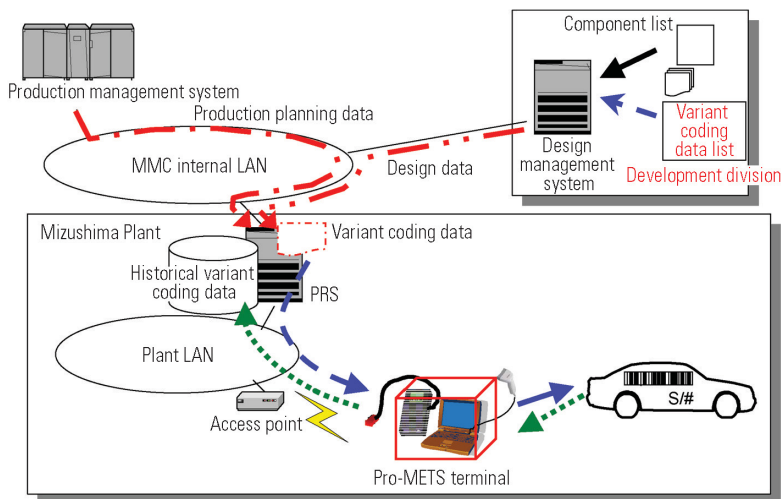 Component list
Production management system
Production planning data
Variant
coding
data list
MMC internal LAN
Design data
Design
management
system
Development division
Mizushima Plant
Variant coding data
Historical variant
coding data
PRS
Plant LAN
Access point
S/#
Pro-METS terminal